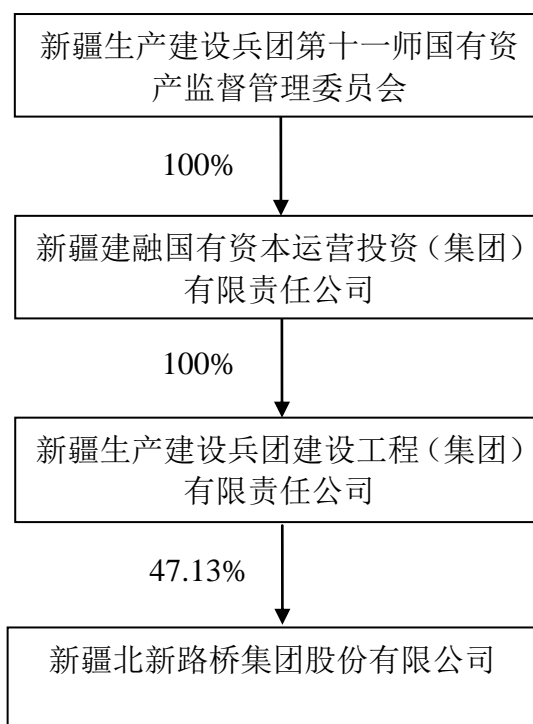 新疆生产建设兵团第十一师国有资
产监督管理委员会
100%
新疆建融国有资本运营投资（集团）
有限责任公司
100%
新疆生产建设兵团建设工程（集团）
有限责任公司
47.13%
新疆北新路桥集团股份有限公司